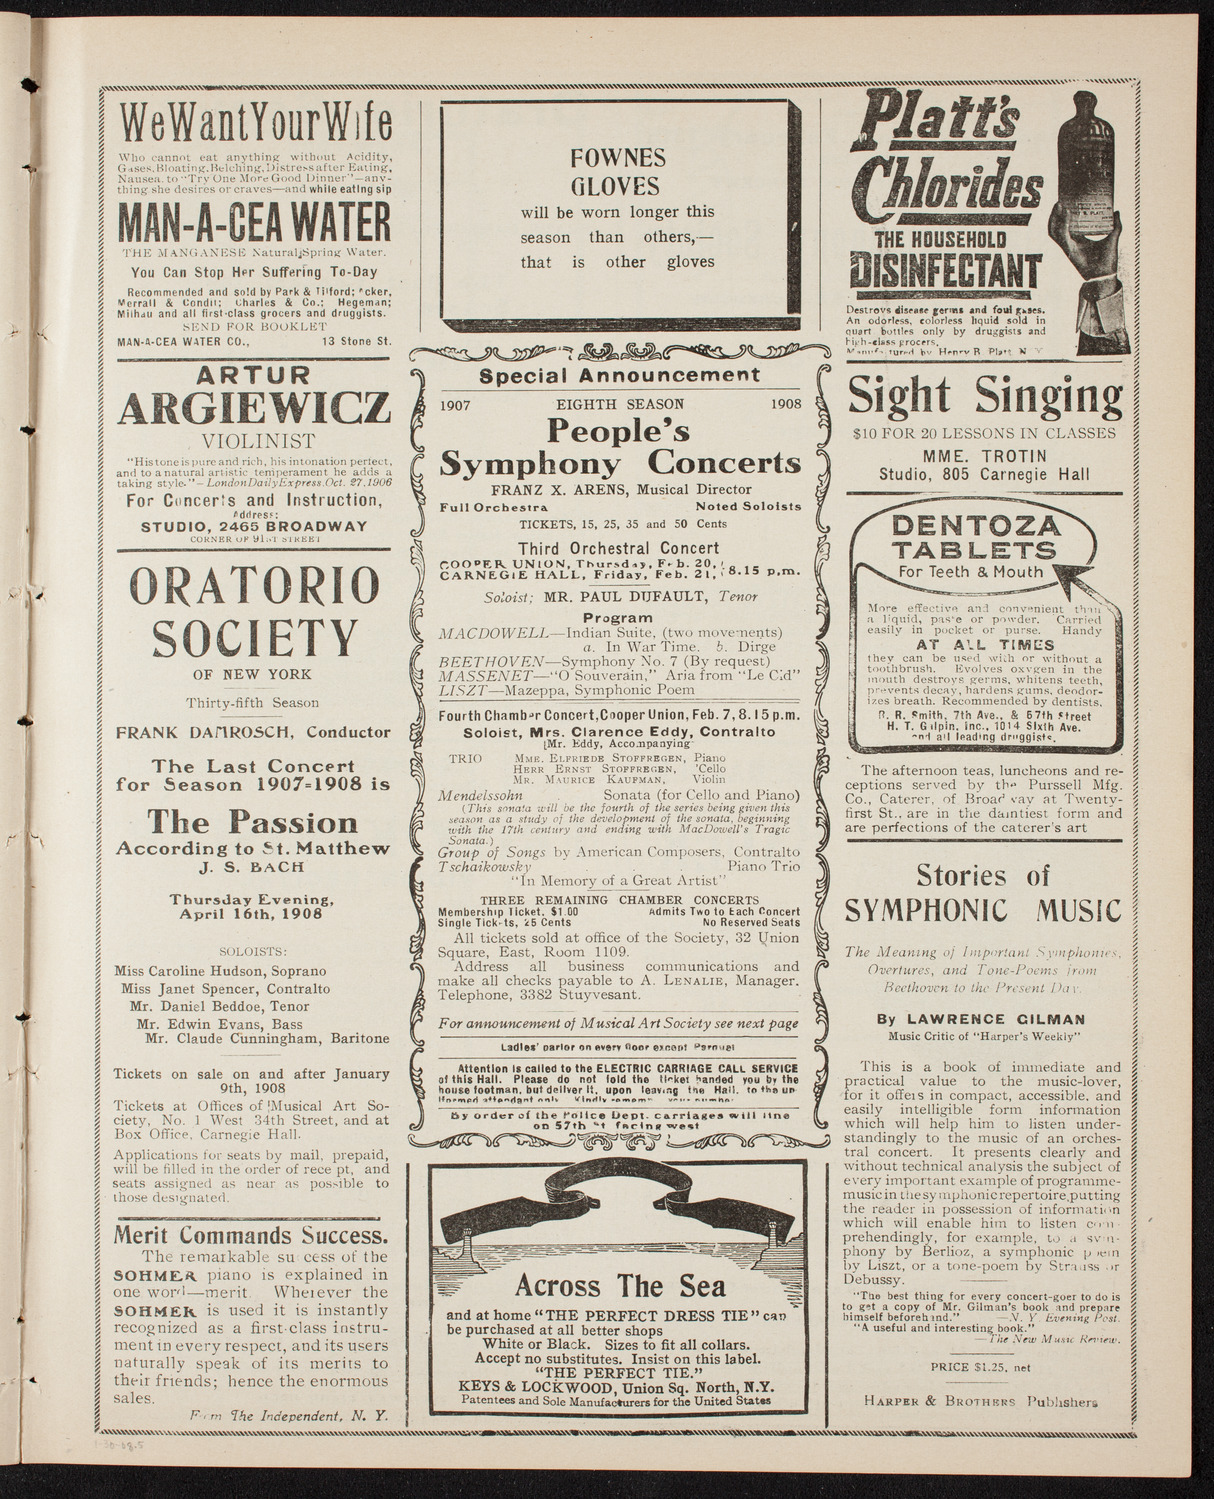 We Want Your Wife
Who cannot eat anything without Acidity,
Gases, Bloating, Belching, Distress after Eating,
Nausea, to "Try One More Good Dinner"—any-
thing she desires or craves—and while eating sip
MAN-A-CEA WATER
THE MANGANESE Natural Spring Water.
You Can Stop Her Suffering To-Day
Recommended and sold by Park & Tilford; Acker,
Merrall & Condit; Charles & Co.; Hegeman;
Milhau and all first-class grocers and druggists.
SEND FOR BOOKLET
MAN-A-CEA WATER CO., 13 Stone St.
ARTUR
ARGIEWICZ
VIOLINIST
"His tone is pure and rich, his intonation perfect,
and to a natural artistic temperament he adds a
taking style."—London Daily Express. Oct. 27, 1906
For Concerts and Instruction,
Address:
STUDIO, 2465 BROADWAY
CORNER OF 91ST STREET
ORATORIO
SOCIETY
OF NEW YORK
Thirty-fifth Season
FRANK DAMROSCH, Conductor
The Last Concert
for Season 1907=1908 is
The Passion
According to St. Matthew
J. S. BACH
Thursday Evening,
April 16th, 1908
SOLOISTS:
Miss Caroline Hudson, Soprano
Miss Janet Spencer, Contralto
Mr. Daniel Beddoe, Tenor
Mr. Edwin Evans, Bass
Mr. Claude Cunningham, Baritone
Tickets on sale on and after January
9th, 1908
Tickets at Offices of Musical Art So-
ciety, No. 1 West 34th Street, and at
Box Office, Carnegie Hall.
Applications for seats by mail, prepaid,
will be filled in the order of rece pt, and
seats assigned as near as possible to
those designated.
Merit Commands Success.
The remarkable su cess of the
SOHMER piano is explained in
one word—merit. Wherever the
SOHMER is used it is instantly
recognized as a first-class instru-
ment in every respect, and its users
naturally speak of its merits to
their friends; hence the enormous
sales.
From The Independent, N. Y.
1-30-08.5
FOWNES
GLOVES
will be worn longer this
season than others,—
that is other gloves
Special Announcement
1907 EIGHTH SEASON 1908
People's
Symphony Concerts
FRANZ X. ARENS, Musical Director
Full Orchestra Noted Soloists
TICKETS, 15, 25, 35 and 50 Cents
Third Orchestral Concert
COOPER UNION, Thursday, Feb. 20,
CARNEGIE HALL, Friday, Feb. 21, 8.15 p.m.
Soloist; MR. PAUL DUFAULT, Tenor
Program
MACDOWELL—Indian Suite, (two movements)
a. In War Time. b. Dirge
BEETHOVEN—Symphony No. 7 (By request)
MASSENET—"O Souverain," Aria from "Le Cid"
LISZT—Mazeppa, Symphonic Poem
Fourth Chamber Concert, Cooper Union, Feb. 7, 8.15 p.m.
Soloist, Mrs. Clarence Eddy, Contralto
[Mr. Eddy, Accompanying
TRIO MME. ELFRIEDE STOFFREGEN, Piano
HERR ERNST STOFFREGEN, 'Cello
MR. MAURICE KAUFMAN, Violin
Mendelssohn Sonata (for Cello and Piano)
(This sonata will be the fourth of the series being given this
season as a study of the development of the sonata, beginning
with the 17th century and ending with MacDowell's Tragic
Sonata.)
Group of Songs by American Composers, Contralto
Tschaikowsky . . Piano Trio
"In Memory of a Great Artist"
THREE REMAINING CHAMBER CONCERTS
Membership Ticket, $1.00 Admits Two to Each Concert
Single Tickets, 25 Cents No Reserved Seats
All tickets sold at office of the Society, 32 Union
Square, East, Room 1109.
Address all business communications and
make all checks payable to A. LENALIE, Manager.
Telephone, 3382 Stuyvesant.
For announcement of Musical Art Society see next page
Ladies' parlor on every floor except Parquet
Attention is called to the ELECTRIC CARRIAGE CALL SERVICE
of this Hall. Please do not fold the ticket handed you by the
house footman, but deliver it, upon leaving the Hall, to the un-
iformed attendant only. Kindly your number
By order of the Police Dept. carriages will line
on 57th St facing west
Across The Sea
and at home "THE PERFECT DRESS TIE" can
be purchased at all better shops
White or Black. Sizes to fit all collars.
Accept no substitutes. Insist on this label.
"THE PERFECT TIE."
KEYS & LOCKWOOD, Union Sq. North, N.Y.
Patentees and Sole Manufacturers for the United States
Platt's
Chlorides
THE HOUSEHOLD
DISINFECTANT
Destroys disease germs and foul gases.
An odorless, colorless liquid sold in
quart bottles only by druggists and
high-class grocers.
Manufactured by Henry B. Platt N Y
Sight Singing
$10 FOR 20 LESSONS IN CLASSES
MME. TROTIN
Studio, 805 Carnegie Hall
DENTOZA
TABLETS
For Teeth & Mouth
More effective and convenient than
a liquid, paste or powder. Carried
easily in pocket or purse. Handy
AT ALL TIMES
they can be used with or without a
toothbrush. Evolves oxygen in the
mouth destroys germs, whitens teeth,
prevents decay, hardens gums, deodor-
izes breath. Recommended by dentists.
R. R. Smith, 7th Ave., & 57th Street
H. T. Gilpin, Inc., 1014 Sixth Ave.
and all leading druggists.
The afternoon teas, luncheons and re-
ceptions served by the Purssell Mfg.
Co., Caterer, of Broadway at Twenty-
first St., are in the daintiest form and
are perfections of the caterer's art
Stories of
SYMPHONIC MUSIC
The Meaning of Important Symphonies,
Overtures, and Tone-Poems from
Beethoven to the Present Day.
By LAWRENCE GILMAN
Music Critic of "Harper's Weekly"
This is a book of immediate and
practical value to the music-lover,
for it offers in compact, accessible, and
easily intelligible form information
which will help him to listen under-
standingly to the music of an orches-
tral concert. It presents clearly and
without technical analysis the subject of
every important example of programme-
music in the symphonic repertoire, putting
the reader in possession of information
which will enable him to listen com-
prehendingly, for example, to a sym-
phony by Berlioz, a symphonic poem
by Liszt, or a tone-poem by Strauss or
Debussy.
"The best thing for every concert-goer to do is
to get a copy of Mr. Gilman's book and prepare
himself beforehand." —N. Y. Evening Post.
"A useful and interesting book."
—The New Music Review.
PRICE $1.25, net
HARPER & BROTHERS Publishers